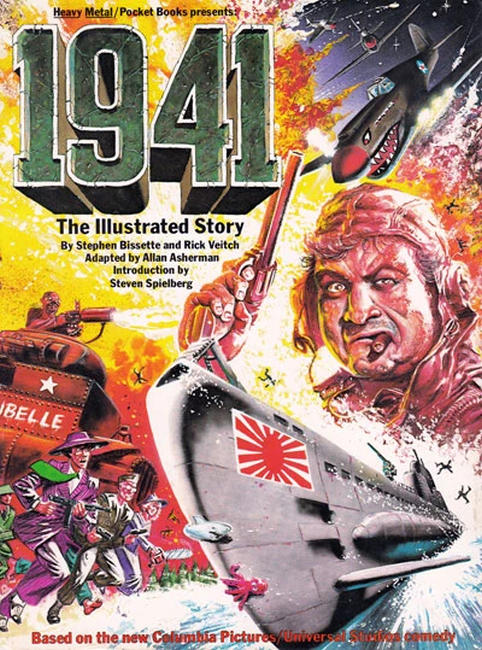 Heavy Metal/Pocket Books presents:
1941
The Illustrated Story
By Stephen Bissette and Rick Veitch
Adapted by Allan Asherman
Introduction by
Steven Spielberg
BELLE
Based on the new Columbia Pictures/Universal Studios comedy